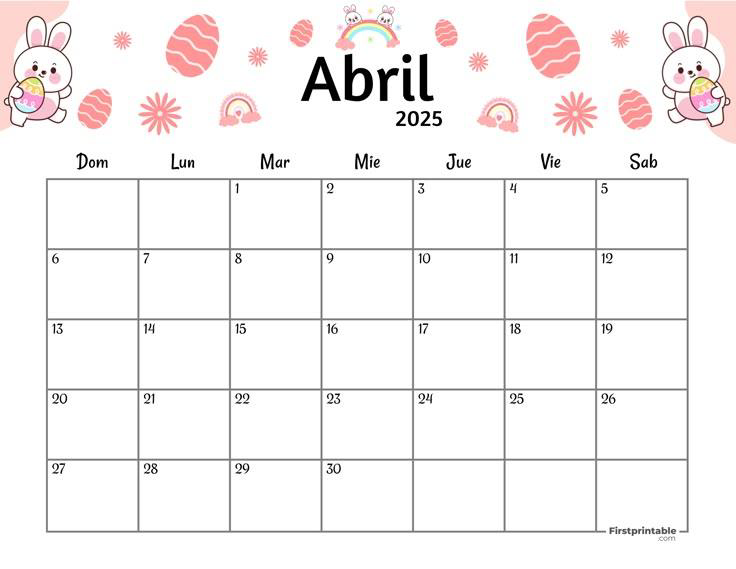 Abril
2025
Dom Lun Mar Mie Jue Vie Sab
1 2 3 4 5
6 7 8 9 10 11 12
13 14 15 16 17 18 19
20 21 22 23 24 25 26
27 28 29 30
Firstprintable
.com